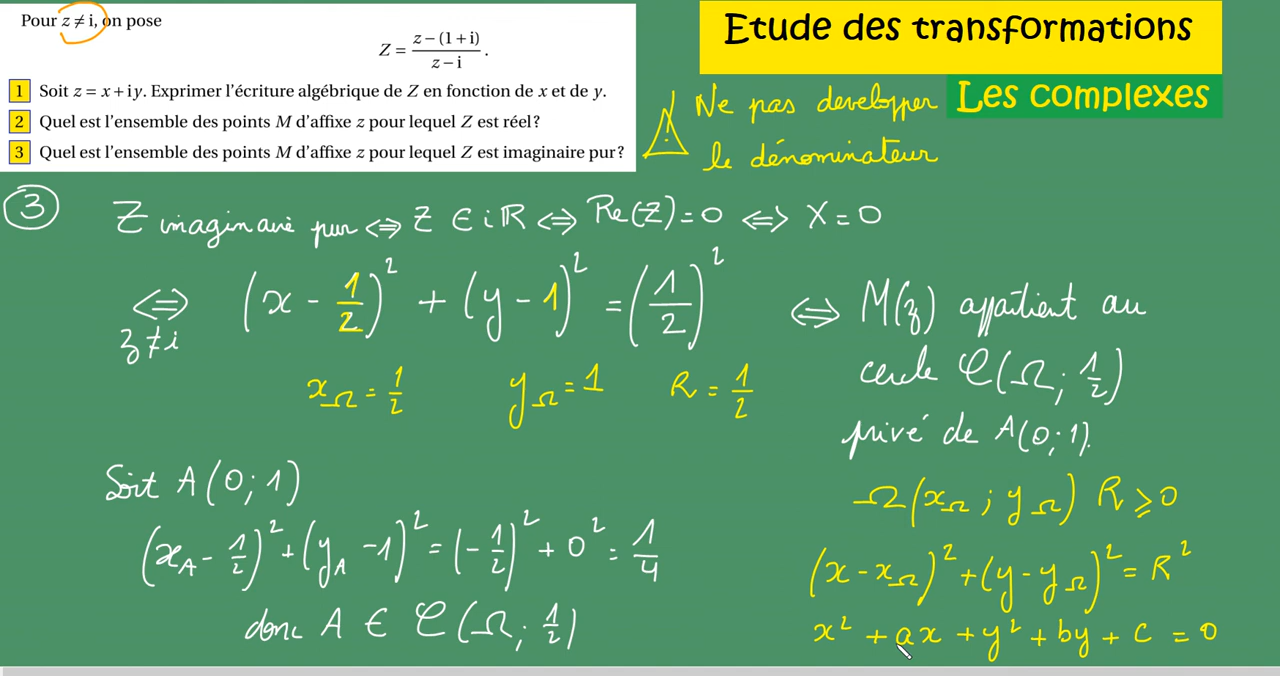 Pour z ≠ i, on pose
Z = \frac{z-(1+i)}{z-i}.
1 Soit z = x + iy. Exprimer l'écriture algébrique de Z en fonction de x et de y.
2 Quel est l'ensemble des points M d'affixe z pour lequel Z est réel ?
3 Quel est l'ensemble des points M d'affixe z pour lequel Z est imaginaire pur ?
Etude des transformations
Les complexes
! Ne pas developper
le dénominateur
3 Z imaginaire pur ⟺ Z ∈ iℝ ⟺ Re(Z) = 0 ⟺ X = 0
⟺ (x - 1/2)² + (y - 1)² = (1/2)²
z ≠ i
x_Ω = 1/2 y_Ω = 1 R = 1/2
⟺ M(z) appartient au
cercle C(Ω ; 1/2)
privé de A(0 ; 1).
Soit A(0 ; 1)
(x_A - 1/2)² + (y_A - 1)² = (-1/2)² + 0² = 1/4
donc A ∈ C(Ω ; 1/2)
Ω(x_Ω ; y_Ω) R ⩾ 0
(x - x_Ω)² + (y - y_Ω)² = R²
x² + ax + y² + by + c = 0